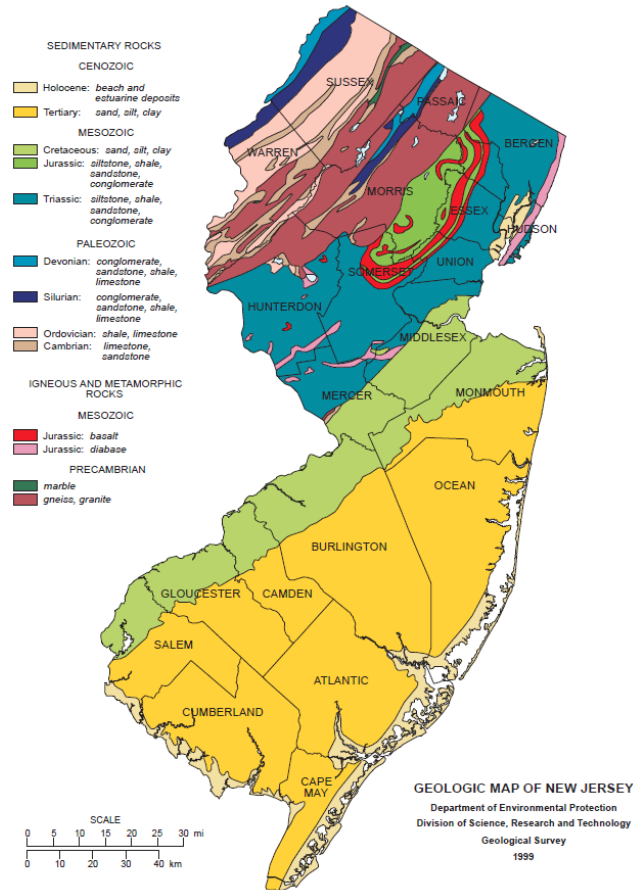 SEDIMENTARY ROCKS
CENOZOIC
Holocene: beach and
estuarine deposits
Tertiary: sand, silt, clay
MESOZOIC
Cretaceous: sand, silt, clay
Jurassic: siltstone, shale,
sandstone,
conglomerate
Triassic: siltstone, shale,
sandstone,
conglomerate
PALEOZOIC
Devonian: conglomerate,
sandstone, shale,
limestone
Silurian: conglomerate,
sandstone, shale,
limestone
Ordovician: shale, limestone
Cambrian: limestone,
sandstone
IGNEOUS AND METAMORPHIC
ROCKS
MESOZOIC
Jurassic: basalt
Jurassic: diabase
PRECAMBRIAN
marble
gneiss, granite
SUSSEX
PASSAIC
BERGEN
WARREN
MORRIS
ESSEX
HUDSON
UNION
SOMERSET
HUNTERDON
MIDDLESEX
MERCER
MONMOUTH
OCEAN
BURLINGTON
GLOUCESTER
CAMDEN
SALEM
ATLANTIC
CUMBERLAND
CAPE
MAY
SCALE
0 10 20 30 mi
0 10 20 30 40 km
GEOLOGIC MAP OF NEW JERSEY
Department of Environmental Protection
Division of Science, Research and Technology
Geological Survey
1999